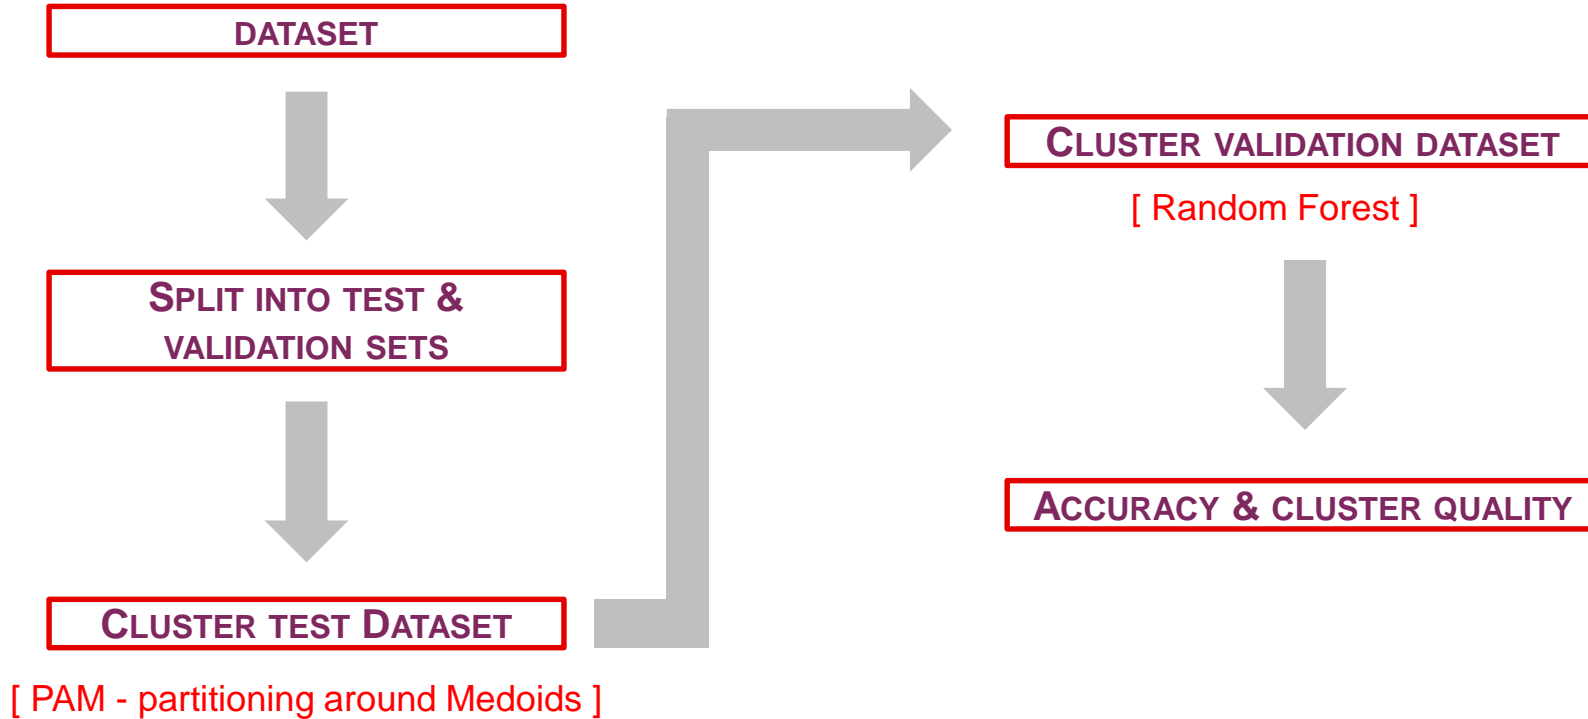 DATASET
SPLIT INTO TEST &
VALIDATION SETS
CLUSTER TEST DATASET
[ PAM - partitioning around Medoids ]
CLUSTER VALIDATION DATASET
[ Random Forest ]
ACCURACY & CLUSTER QUALITY